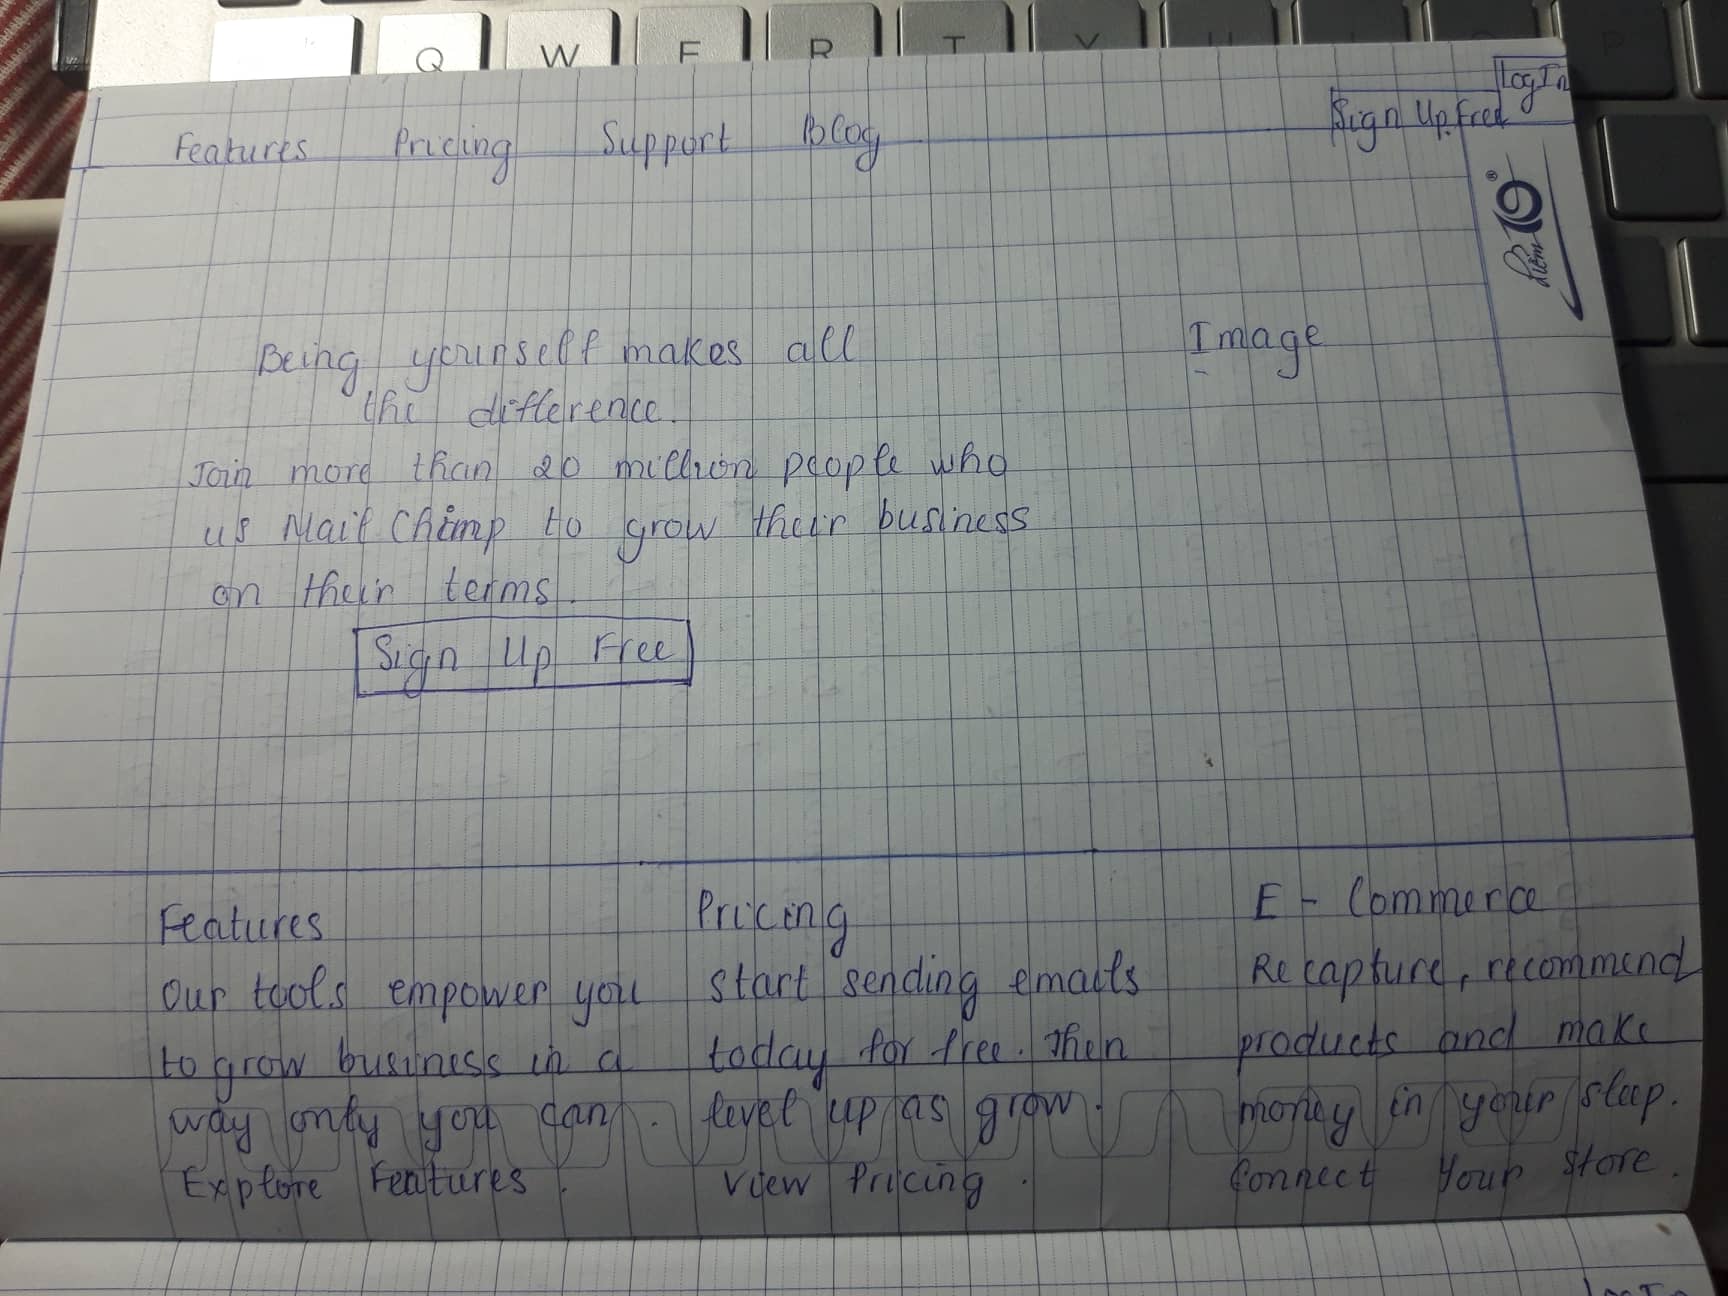 Q W E R T Y U
Log In
Features Pricing Support Blog Sign Up Free
điểm 10 ®
Being yourself makes all
the difference.
Image
Join more than 20 million people who
us Mail Chimp to grow their business
on their terms.
Sign Up Free
Features
our tools empower you
to grow business in a
way only you can.
Explore Features.
Pricing
start sending emails
today for free. Then
level up as grow.
View Pricing.
E - Commerce
Recapture, recommend
products and make
money in your sleep.
Connect Your Store.
Log In